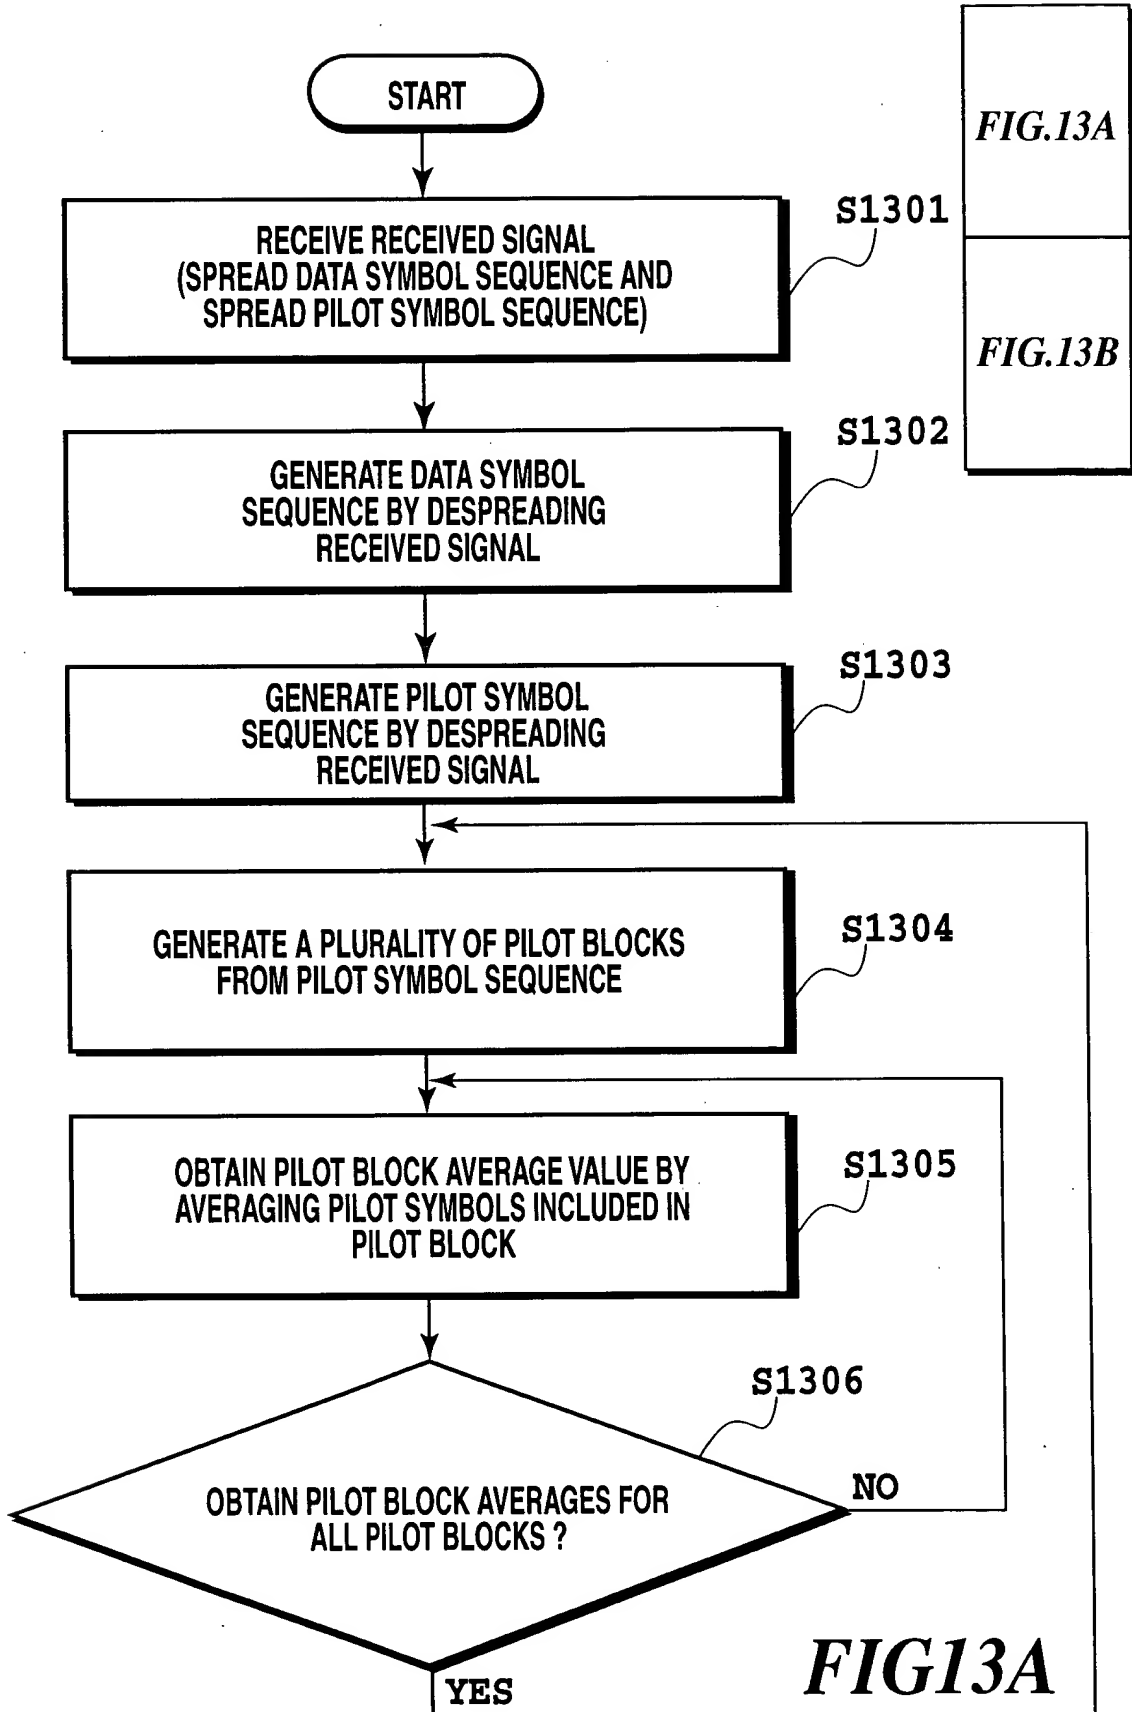 START
FIG.13A
FIG.13B
RECEIVE RECEIVED SIGNAL
(SPREAD DATA SYMBOL SEQUENCE AND
SPREAD PILOT SYMBOL SEQUENCE)
S1301
GENERATE DATA SYMBOL
SEQUENCE BY DESPREADING
RECEIVED SIGNAL
S1302
GENERATE PILOT SYMBOL
SEQUENCE BY DESPREADING
RECEIVED SIGNAL
S1303
GENERATE A PLURALITY OF PILOT BLOCKS
FROM PILOT SYMBOL SEQUENCE
S1304
OBTAIN PILOT BLOCK AVERAGE VALUE BY
AVERAGING PILOT SYMBOLS INCLUDED IN
PILOT BLOCK
S1305
S1306
OBTAIN PILOT BLOCK AVERAGES FOR
ALL PILOT BLOCKS ?
NO
YES
FIG13A